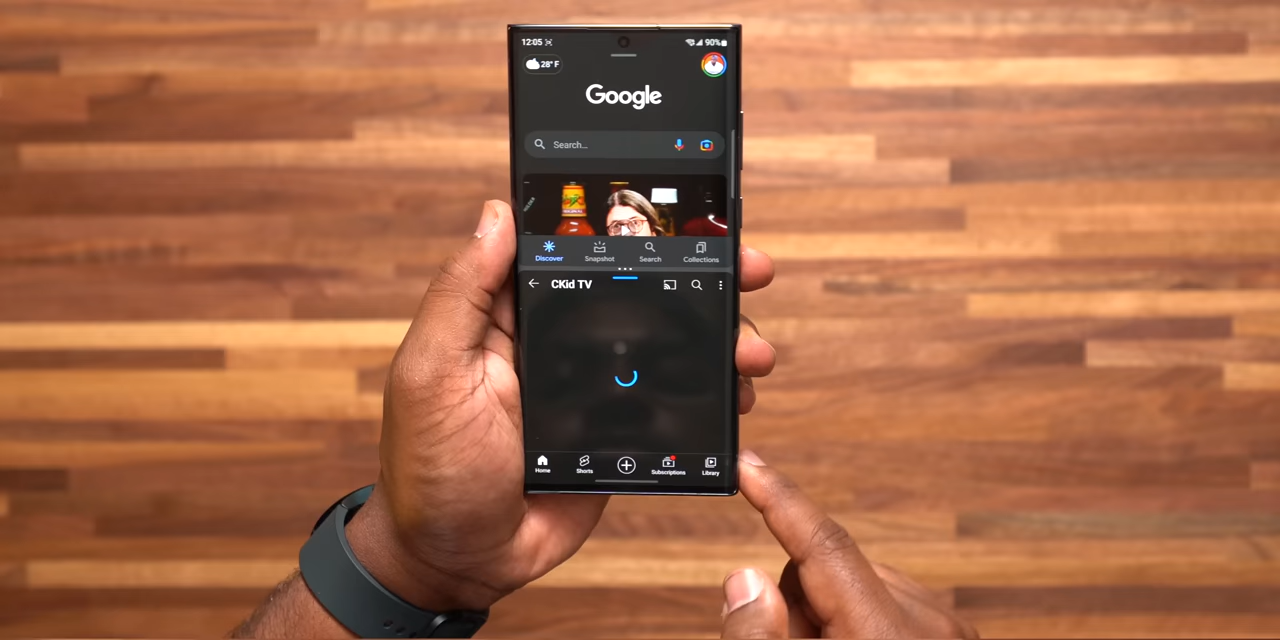 12:05 90%
28° F
Google
Search...
Discover Snapshot Search Collections
CKid TV
Home Shorts Subscriptions Library